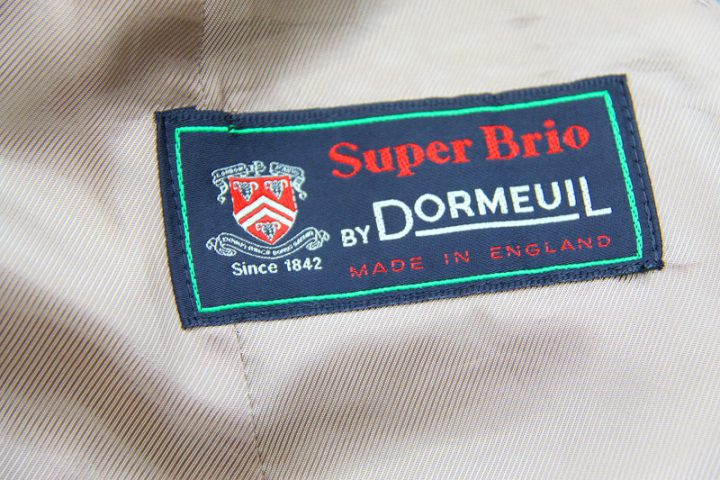 Super Brio
BY DORMEUIL
Since 1842
MADE IN ENGLAND